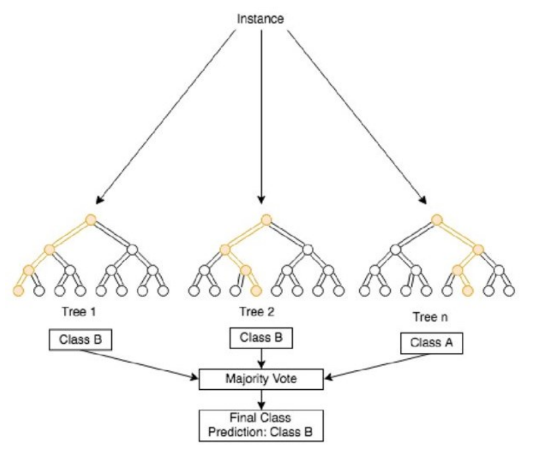 Instance
Tree 1
Tree 2
Tree n
Class B
Class B
Class A
Majority Vote
Final Class
Prediction: Class B